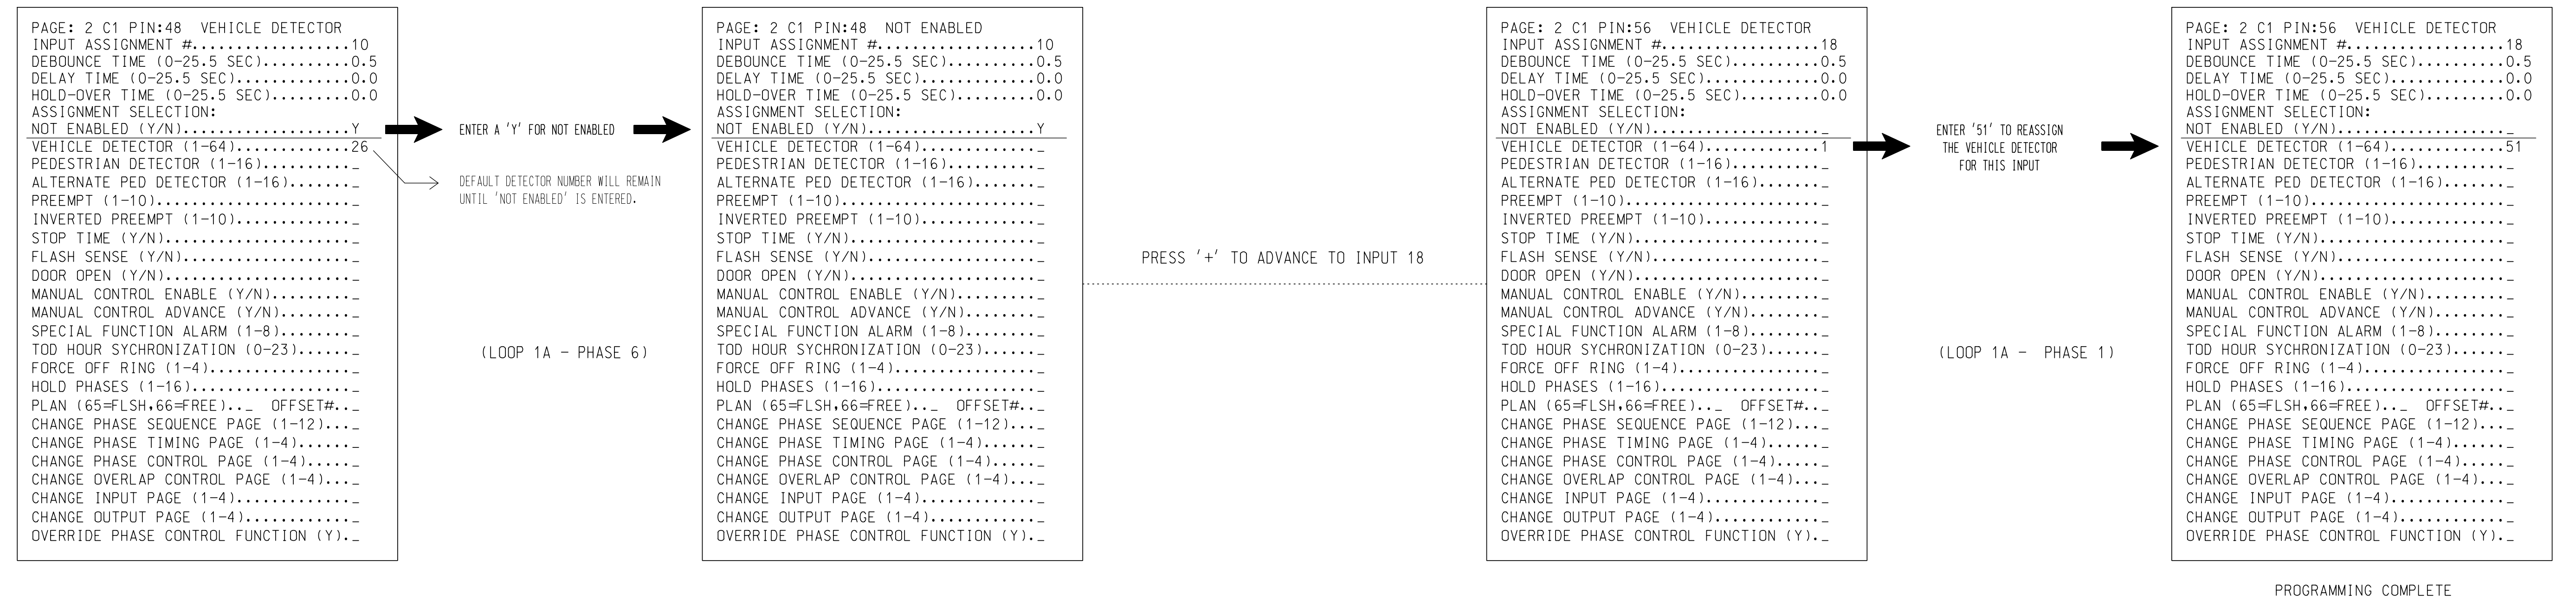 PAGE: 2 C1 PIN:48  VEHICLE DETECTOR
INPUT ASSIGNMENT #..................10
DEBOUNCE TIME (0-25.5 SEC)..........0.5
DELAY TIME (0-25.5 SEC).............0.0
HOLD-OVER TIME (0-25.5 SEC).........0.0
ASSIGNMENT SELECTION:
NOT ENABLED (Y/N)...................Y
VEHICLE DETECTOR (1-64).............26
PEDESTRIAN DETECTOR (1-16)..........._
ALTERNATE PED DETECTOR (1-16)......._
PREEMPT (1-10)......................_
INVERTED PREEMPT (1-10)............._
STOP TIME (Y/N)....................._
FLASH SENSE (Y/N)..................._
DOOR OPEN (Y/N)....................._
MANUAL CONTROL ENABLE (Y/N)........._
MANUAL CONTROL ADVANCE (Y/N)........_
SPECIAL FUNCTION ALARM (1-8)........_
TOD HOUR SYCHRONIZATION (0-23)......_
FORCE OFF RING (1-4)................_
HOLD PHASES (1-16).................._
PLAN (65=FLSH,66=FREE).._  OFFSET#.._
CHANGE PHASE SEQUENCE PAGE (1-12)..._
CHANGE PHASE TIMING PAGE (1-4)......_
CHANGE PHASE CONTROL PAGE (1-4)....._
CHANGE OVERLAP CONTROL PAGE (1-4)..._
CHANGE INPUT PAGE (1-4)............._
CHANGE OUTPUT PAGE (1-4)............_
OVERRIDE PHASE CONTROL FUNCTION (Y)._
ENTER A 'Y' FOR NOT ENABLED
DEFAULT DETECTOR NUMBER WILL REMAIN
UNTIL 'NOT ENABLED' IS ENTERED.
(LOOP 1A - PHASE 6)
PAGE: 2 C1 PIN:48  NOT ENABLED
INPUT ASSIGNMENT #..................10
DEBOUNCE TIME (0-25.5 SEC)..........0.5
DELAY TIME (0-25.5 SEC).............0.0
HOLD-OVER TIME (0-25.5 SEC).........0.0
ASSIGNMENT SELECTION:
NOT ENABLED (Y/N)...................Y
VEHICLE DETECTOR (1-64)............._
PEDESTRIAN DETECTOR (1-16)..........._
ALTERNATE PED DETECTOR (1-16)......._
PREEMPT (1-10)......................_
INVERTED PREEMPT (1-10)............._
STOP TIME (Y/N)....................._
FLASH SENSE (Y/N)..................._
DOOR OPEN (Y/N)....................._
MANUAL CONTROL ENABLE (Y/N)........._
MANUAL CONTROL ADVANCE (Y/N)........_
SPECIAL FUNCTION ALARM (1-8)........_
TOD HOUR SYCHRONIZATION (0-23)......_
FORCE OFF RING (1-4)................_
HOLD PHASES (1-16).................._
PLAN (65=FLSH,66=FREE).._  OFFSET#.._
CHANGE PHASE SEQUENCE PAGE (1-12)..._
CHANGE PHASE TIMING PAGE (1-4)......_
CHANGE PHASE CONTROL PAGE (1-4)....._
CHANGE OVERLAP CONTROL PAGE (1-4)..._
CHANGE INPUT PAGE (1-4)............._
CHANGE OUTPUT PAGE (1-4)............_
OVERRIDE PHASE CONTROL FUNCTION (Y)._
PRESS '+' TO ADVANCE TO INPUT 18
PAGE: 2 C1 PIN:56  VEHICLE DETECTOR
INPUT ASSIGNMENT #..................18
DEBOUNCE TIME (0-25.5 SEC)..........0.5
DELAY TIME (0-25.5 SEC).............0.0
HOLD-OVER TIME (0-25.5 SEC).........0.0
ASSIGNMENT SELECTION:
NOT ENABLED (Y/N)..................._
VEHICLE DETECTOR (1-64).............1
PEDESTRIAN DETECTOR (1-16)..........._
ALTERNATE PED DETECTOR (1-16)......._
PREEMPT (1-10)......................_
INVERTED PREEMPT (1-10)............._
STOP TIME (Y/N)....................._
FLASH SENSE (Y/N)..................._
DOOR OPEN (Y/N)....................._
MANUAL CONTROL ENABLE (Y/N)........._
MANUAL CONTROL ADVANCE (Y/N)........_
SPECIAL FUNCTION ALARM (1-8)........_
TOD HOUR SYCHRONIZATION (0-23)......_
FORCE OFF RING (1-4)................_
HOLD PHASES (1-16).................._
PLAN (65=FLSH,66=FREE).._  OFFSET#.._
CHANGE PHASE SEQUENCE PAGE (1-12)..._
CHANGE PHASE TIMING PAGE (1-4)......_
CHANGE PHASE CONTROL PAGE (1-4)....._
CHANGE OVERLAP CONTROL PAGE (1-4)..._
CHANGE INPUT PAGE (1-4)............._
CHANGE OUTPUT PAGE (1-4)............_
OVERRIDE PHASE CONTROL FUNCTION (Y)._
ENTER '51' TO REASSIGN
THE VEHICLE DETECTOR
FOR THIS INPUT
(LOOP 1A -  PHASE 1)
PAGE: 2 C1 PIN:56  VEHICLE DETECTOR
INPUT ASSIGNMENT #..................18
DEBOUNCE TIME (0-25.5 SEC)..........0.5
DELAY TIME (0-25.5 SEC).............0.0
HOLD-OVER TIME (0-25.5 SEC).........0.0
ASSIGNMENT SELECTION:
NOT ENABLED (Y/N)..................._
VEHICLE DETECTOR (1-64).............51
PEDESTRIAN DETECTOR (1-16)..........._
ALTERNATE PED DETECTOR (1-16)......._
PREEMPT (1-10)......................_
INVERTED PREEMPT (1-10)............._
STOP TIME (Y/N)....................._
FLASH SENSE (Y/N)..................._
DOOR OPEN (Y/N)....................._
MANUAL CONTROL ENABLE (Y/N)........._
MANUAL CONTROL ADVANCE (Y/N)........_
SPECIAL FUNCTION ALARM (1-8)........_
TOD HOUR SYCHRONIZATION (0-23)......_
FORCE OFF RING (1-4)................_
HOLD PHASES (1-16).................._
PLAN (65=FLSH,66=FREE).._  OFFSET#.._
CHANGE PHASE SEQUENCE PAGE (1-12)..._
CHANGE PHASE TIMING PAGE (1-4)......_
CHANGE PHASE CONTROL PAGE (1-4)....._
CHANGE OVERLAP CONTROL PAGE (1-4)..._
CHANGE INPUT PAGE (1-4)............._
CHANGE OUTPUT PAGE (1-4)............_
OVERRIDE PHASE CONTROL FUNCTION (Y)._
PROGRAMMING COMPLETE